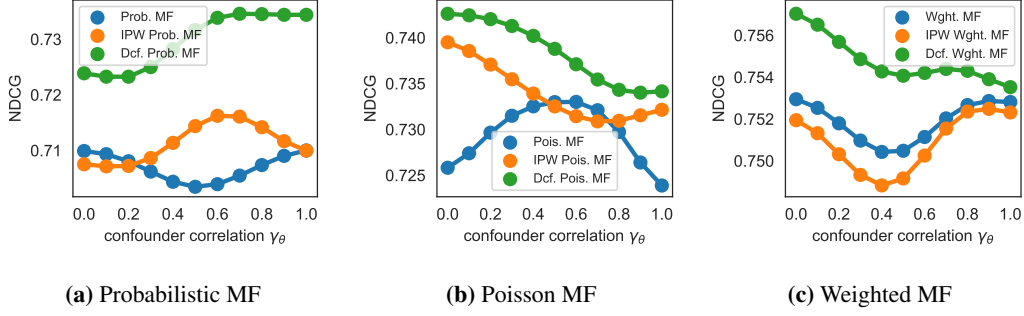 NDCG
0.73
0.72
0.71
Prob. MF
IPW Prob. MF
Dcf. Prob. MF
0.0 0.2 0.4 0.6 0.8 1.0
confounder correlation γθ
(a) Probabilistic MF
NDCG
0.740
0.735
0.730
0.725
Pois. MF
IPW Pois. MF
Dcf. Pois. MF
0.0 0.2 0.4 0.6 0.8 1.0
confounder correlation γθ
(b) Poisson MF
NDCG
0.756
0.754
0.752
0.750
Wght. MF
IPW Wght. MF
Dcf. Wght. MF
0.0 0.2 0.4 0.6 0.8 1.0
confounder correlation γθ
(c) Weighted MF